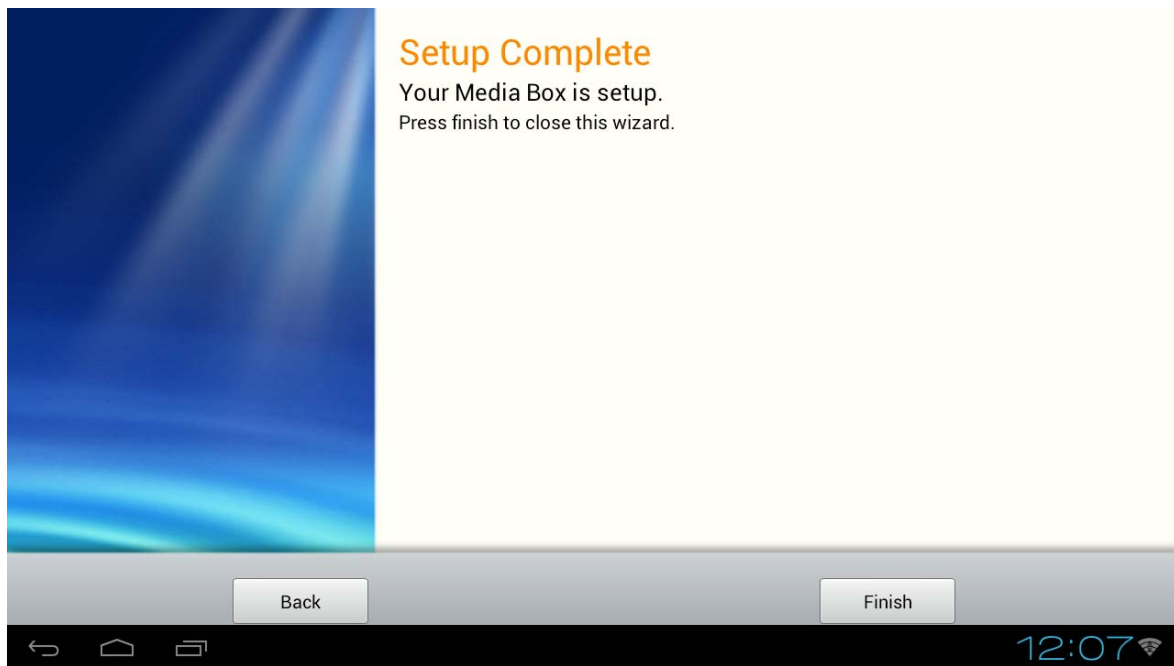 Setup Complete
Your Media Box is setup.
Press finish to close this wizard.
Back
Finish
12:07